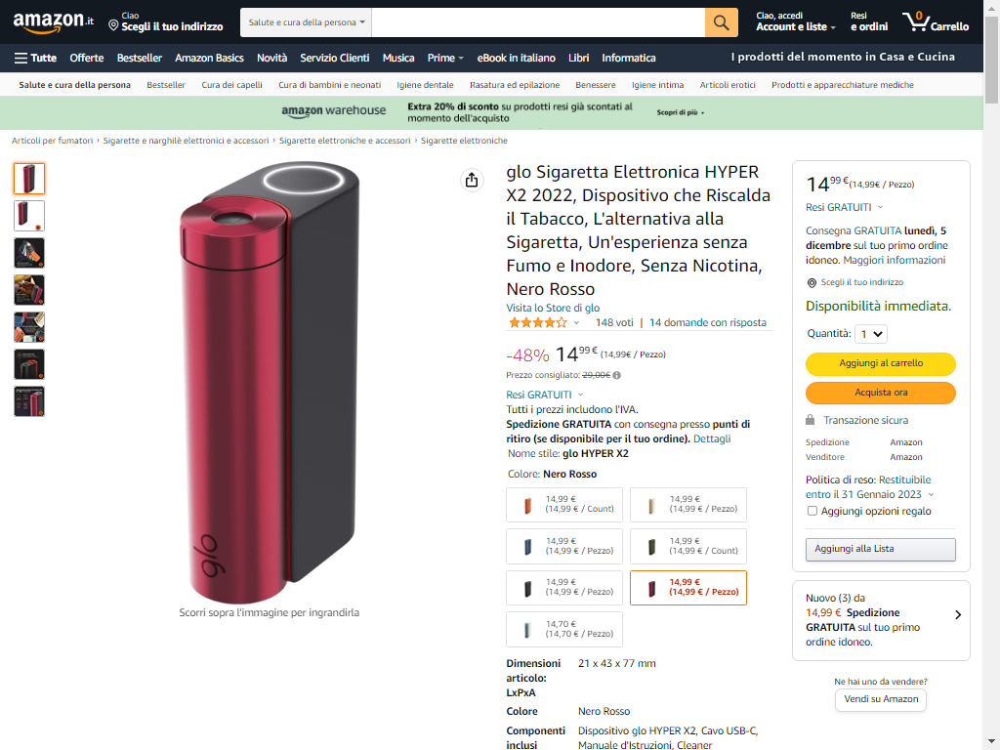 amazon.it
Ciao
Scegli il tuo indirizzo
Salute e cura della persona
Ciao, accedi
Account e liste
Resi
e ordini
0
Carrello
Tutte
Offerte
Bestseller
Amazon Basics
Novità
Servizio Clienti
Musica
Prime
eBook in italiano
Libri
Informatica
I prodotti del momento in Casa e Cucina
Salute e cura della persona
Bestseller
Cura dei capelli
Cura di bambini e neonati
Igiene dentale
Rasatura ed epilazione
Benessere
Igiene intima
Articoli erotici
Prodotti e apparecchiature mediche
amazon warehouse
Extra 20% di sconto su prodotti resi già scontati al
momento dell'acquisto
Scopri di più
Articoli per fumatori › Sigarette e narghilè elettronici e accessori › Sigarette elettroniche e accessori › Sigarette elettroniche
glo
Scorri sopra l'immagine per ingrandirla
glo Sigaretta Elettronica HYPER
X2 2022, Dispositivo che Riscalda
il Tabacco, L'alternativa alla
Sigaretta, Un'esperienza senza
Fumo e Inodore, Senza Nicotina,
Nero Rosso
Visita lo Store di glo
148 voti | 14 domande con risposta
-48% 14,99 € (14,99€ / Pezzo)
Prezzo consigliato: 29,00€
Resi GRATUITI
Tutti i prezzi includono l'IVA.
Spedizione GRATUITA con consegna presso punti di
ritiro (se disponibile per il tuo ordine). Dettagli
Nome stile: glo HYPER X2
Colore: Nero Rosso
14,99 €
(14,99 € / Count)
14,99 €
(14,99 € / Pezzo)
14,99 €
(14,99 € / Pezzo)
14,99 €
(14,99 € / Count)
14,99 €
(14,99 € / Pezzo)
14,99 €
(14,99 € / Pezzo)
14,70 €
(14,70 € / Pezzo)
Dimensioni
articolo:
LxPxA
21 x 43 x 77 mm
Colore
Nero Rosso
Componenti
inclusi
Dispositivo glo HYPER X2, Cavo USB-C,
Manuale d'Istruzioni, Cleaner
14,99 € (14,99€ / Pezzo)
Resi GRATUITI
Consegna GRATUITA lunedì, 5
dicembre su tuo primo ordine
idoneo. Maggiori informazioni
Scegli il tuo indirizzo
Disponibilità immediata.
Quantità: 1
Aggiungi al carrello
Acquista ora
Transazione sicura
Spedizione Amazon
Venditore Amazon
Politica di reso: Restituibile
entro il 31 Gennaio 2023
Aggiungi opzioni regalo
Aggiungi alla Lista
Nuovo (3) da
14,99 € Spedizione
GRATUITA sul tuo primo
ordine idoneo.
Ne hai uno da vendere?
Vendi su Amazon